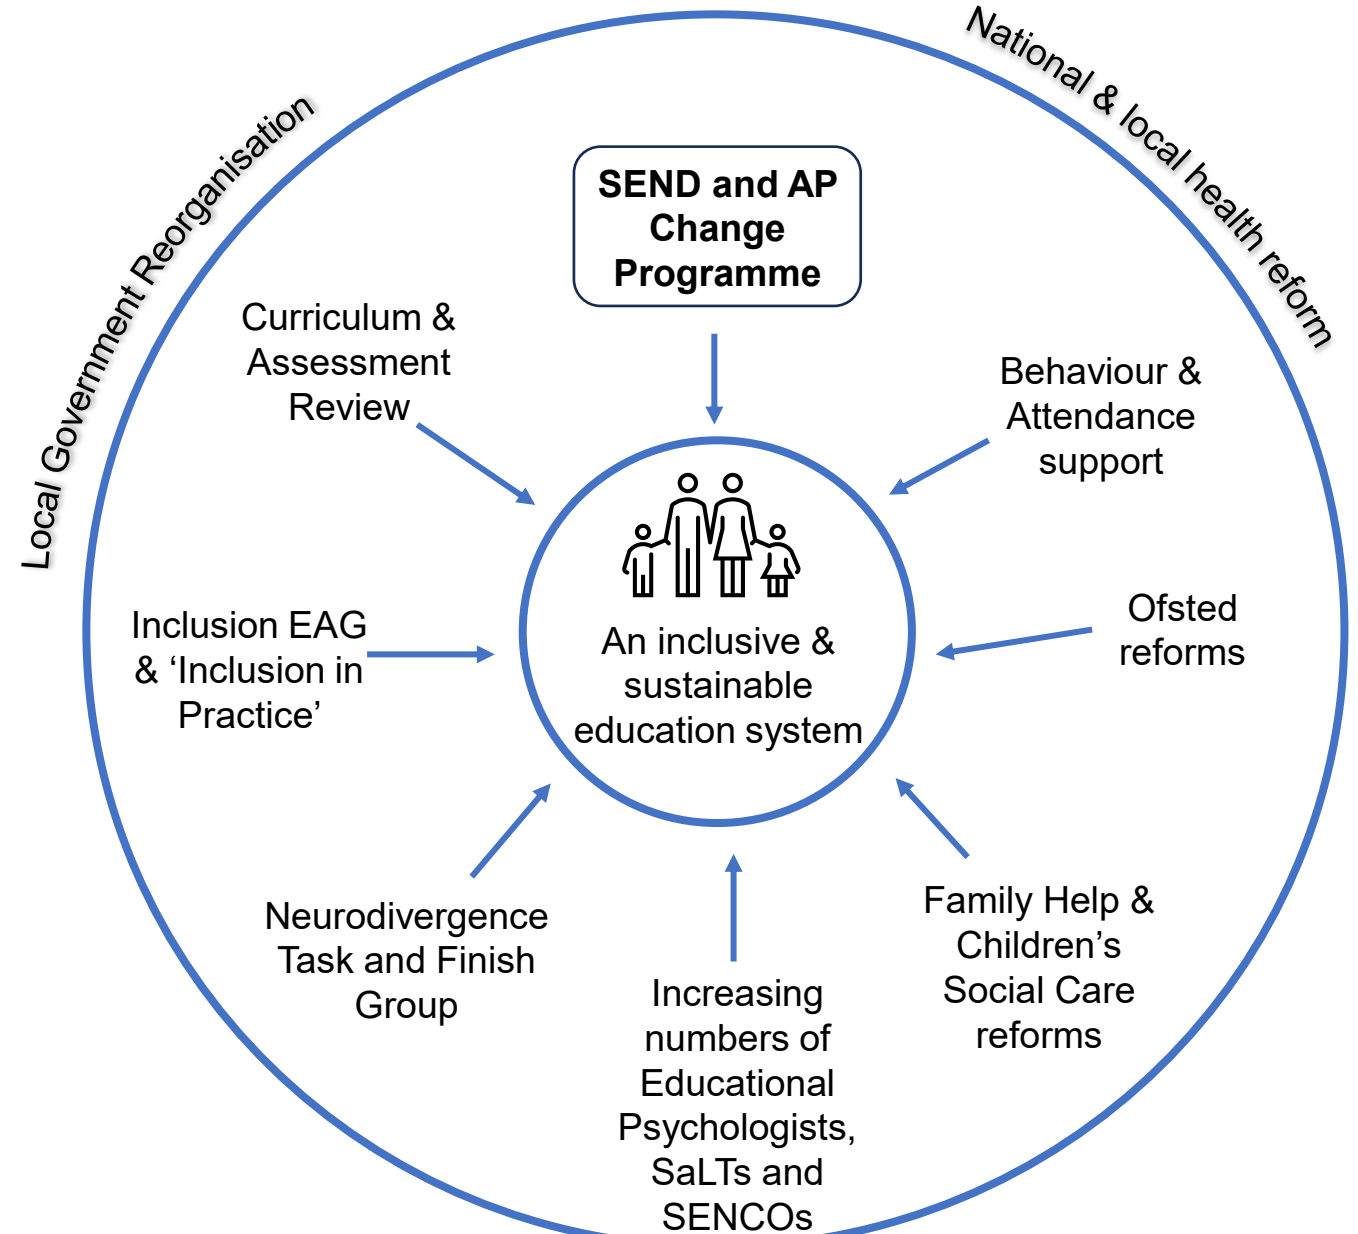 Local Government Reorganisation
National & local health reform
SEND and AP
Change
Programme
Curriculum &
Assessment
Review
Behaviour &
Attendance
support
Inclusion EAG
& ‘Inclusion in
Practice’
An inclusive &
sustainable
education system
Ofsted
reforms
Neurodivergence
Task and Finish
Group
Increasing
numbers of
Educational
Psychologists,
SaLTs and
SENCOs
Family Help &
Children’s
Social Care
reforms